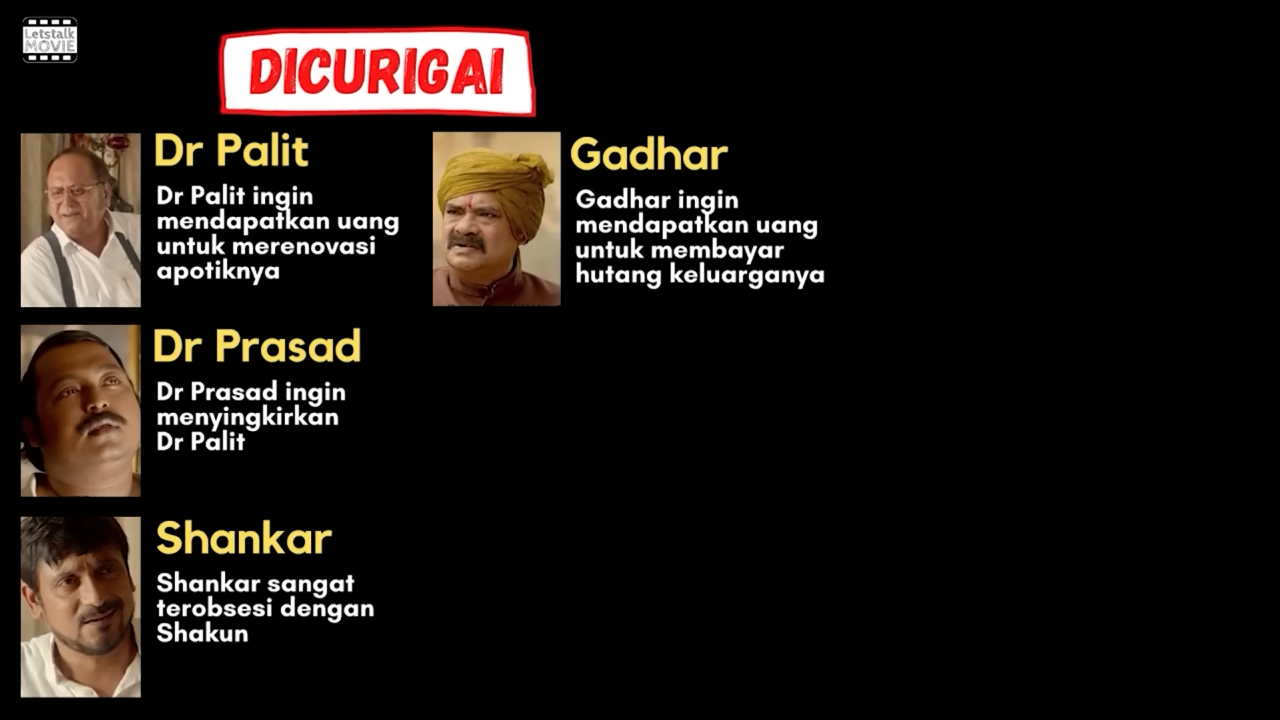 Letstalk
MOVIE
DICURIGAI
Dr Palit
Dr Palit ingin
mendapatkan uang
untuk merenovasi
apotiknya
Gadhar
Gadhar ingin
mendapatkan uang
untuk membayar
hutang keluarganya
Dr Prasad
Dr Prasad ingin
menyingkirkan
Dr Palit
Shankar
Shankar sangat
terobsesi dengan
Shakun